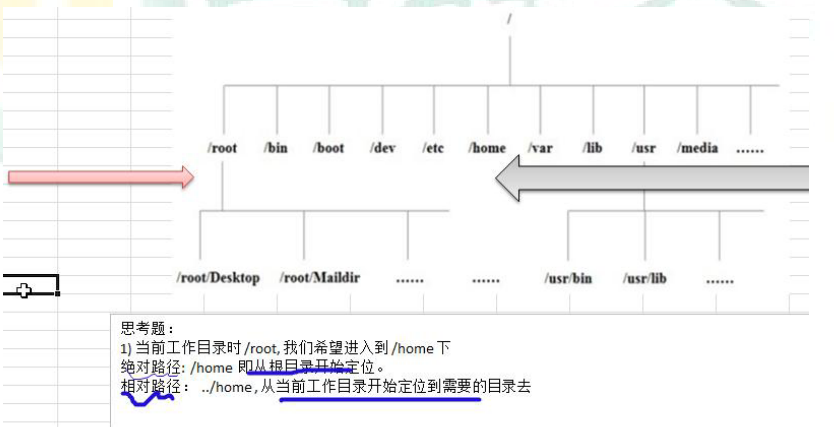 /
/root /bin /boot /dev /etc /home /var /lib /usr /media ......
/root/Desktop /root/Maildir ...... ...... /usr/bin /usr/lib ......
思考题：
1) 当前工作目录时 /root, 我们希望进入到 /home 下
绝对路径: /home 即从根目录开始定位。
相对路径： ../home , 从当前工作目录开始定位到需要的目录去